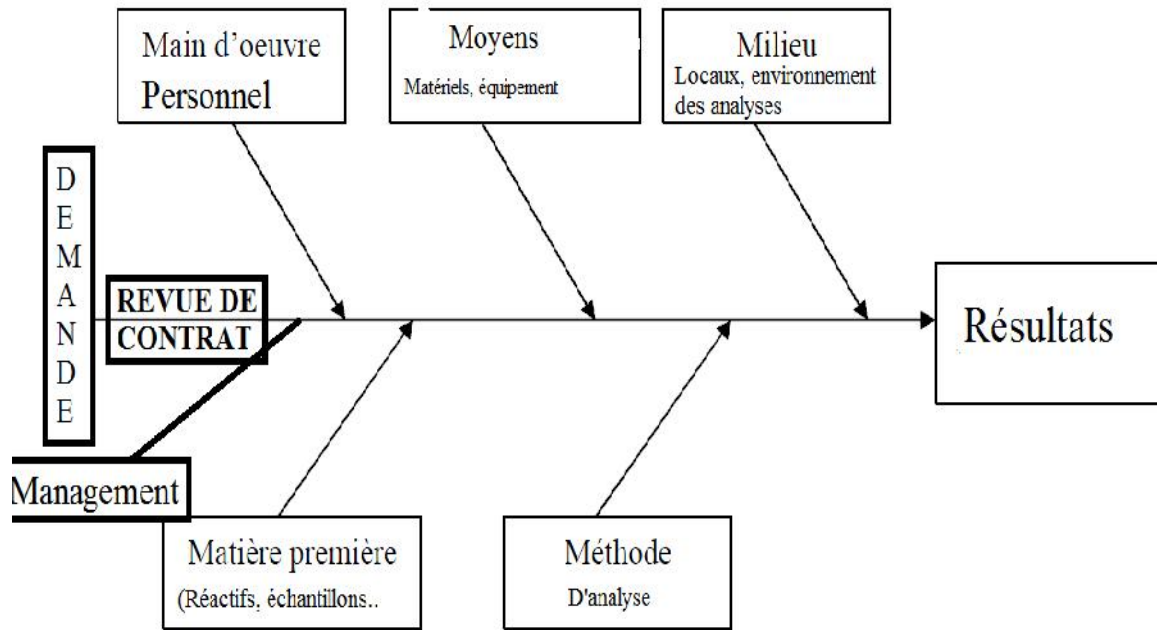 Main d'oeuvre
Personnel
Moyens
Matériels, équipement
Milieu
Locaux, environnement
des analyses
DEMANDE
REVUE DE
CONTRAT
Résultats
Management
Matière première
(Réactifs, échantillons..
Méthode
D'analyse